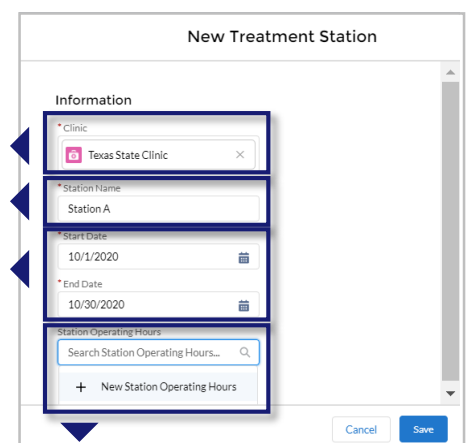 New Treatment Station
Information
* Clinic
Texas State Clinic
* Station Name
Station A
* Start Date
10/1/2020
* End Date
10/30/2020
Station Operating Hours
Search Station Operating Hours...
+ New Station Operating Hours
Cancel Save